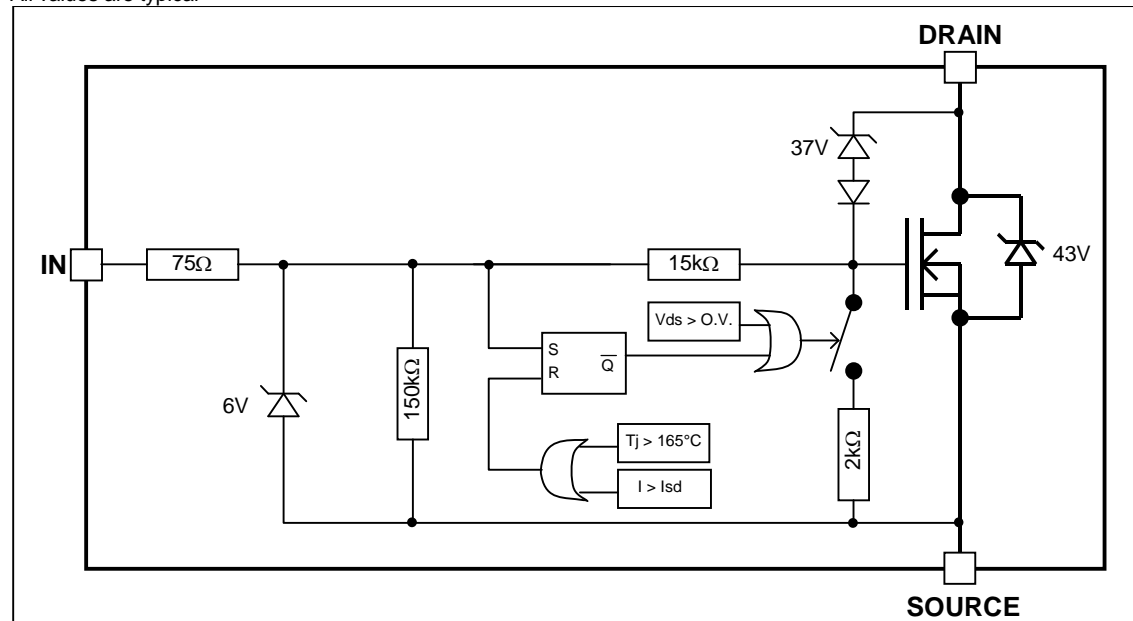 All values are typical
DRAIN
37V
IN
75Ω
15kΩ
43V
Vds > O.V.
S
R
Q̅
150kΩ
6V
Tj > 165°C
I > Isd
2kΩ
SOURCE